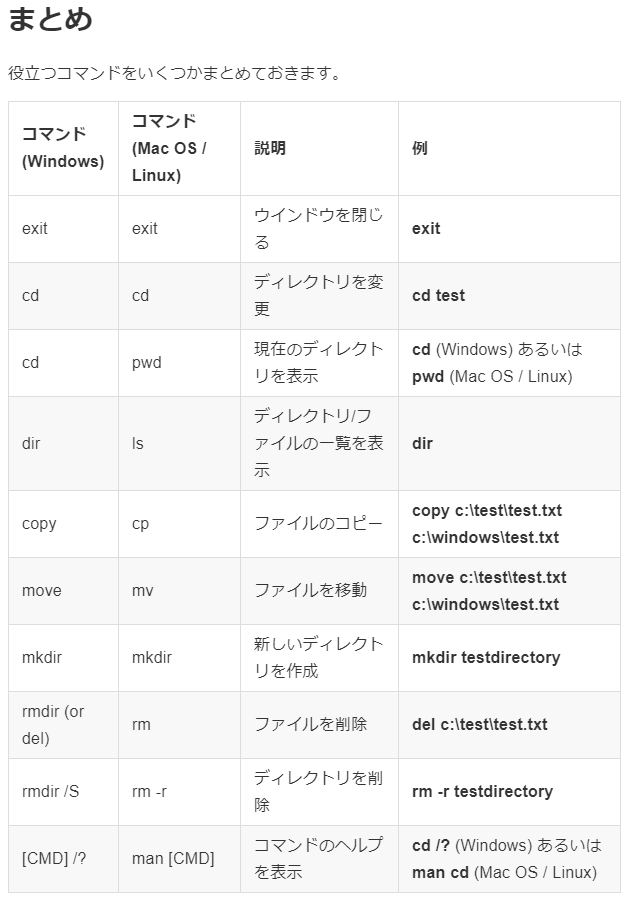 まとめ
役立つコマンドをいくつかまとめておきます。
コマンド
(Windows)
コマンド
(Mac OS /
Linux)
説明
例
exit
exit
ウインドウを閉じ
る
exit
cd
cd
ディレクトリを変
更
cd test
cd
pwd
現在のディレクト
リを表示
cd (Windows) あるいは
pwd (Mac OS / Linux)
dir
ls
ディレクトリ/フ
ァイルの一覧を表
示
dir
copy
cp
ファイルのコピー
copy c:\test\test.txt
c:\windows\test.txt
move
mv
ファイルを移動
move c:\test\test.txt
c:\windows\test.txt
mkdir
mkdir
新しいディレクト
リを作成
mkdir testdirectory
rmdir (or
del)
rm
ファイルを削除
del c:\test\test.txt
rmdir /S
rm -r
ディレクトリを削
除
rm -r testdirectory
[CMD] /?
man [CMD]
コマンドのヘルプ
を表示
cd /? (Windows) あるいは
man cd (Mac OS / Linux)